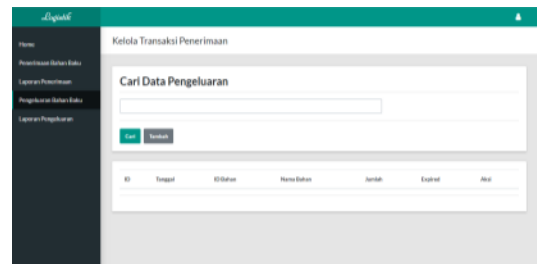 Logistik
Home
Penerimaan Bahan Baku
Laporan Penerimaan
Pengeluaran Bahan Baku
Laporan Pengeluaran
Kelola Transaksi Penerimaan
Cari Data Pengeluaran
Cari Tambah
ID Tanggal ID Bahan Nama Bahan Jumlah Expired Aksi